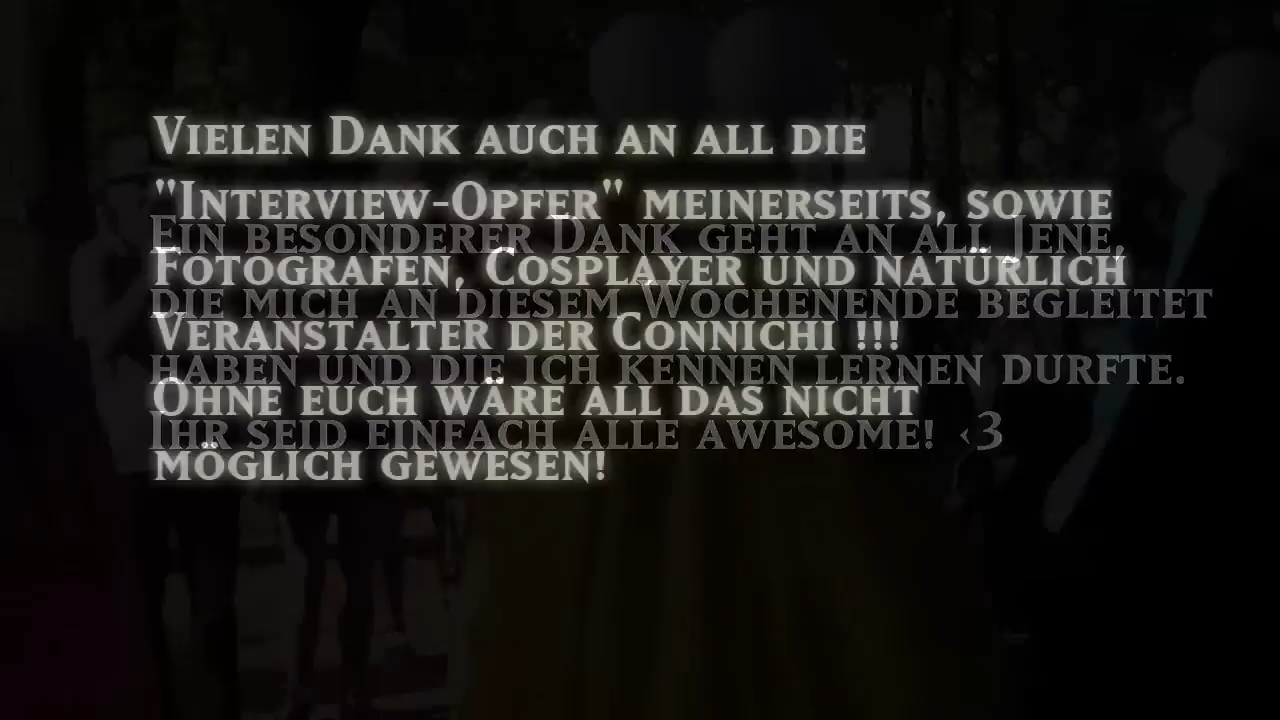 Vielen Dank auch an all die
"Interview-Opfer" meinerseits, sowie
Fotografen, Cosplayer und natürlich
Veranstalter der Connichi !!!
Ohne euch wäre all das nicht
möglich gewesen!
Ein besonderer Dank geht an all Jene,
die mich an diesem Wochenende begleitet
haben und die ich kennen lernen durfte.
Ihr seid einfach alle awesome! <3